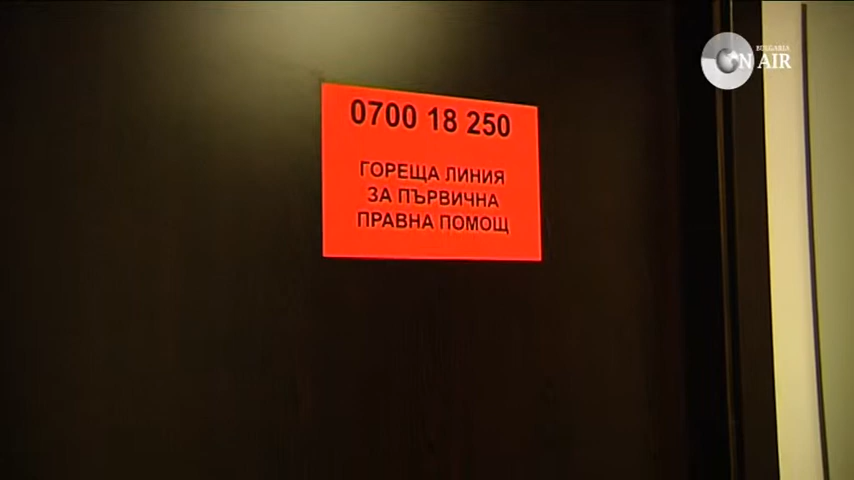 BULGARIA
ON AIR
0700 18 250
ГОРЕЩА ЛИНИЯ
ЗА ПЪРВИЧНА
ПРАВНА ПОМОЩ